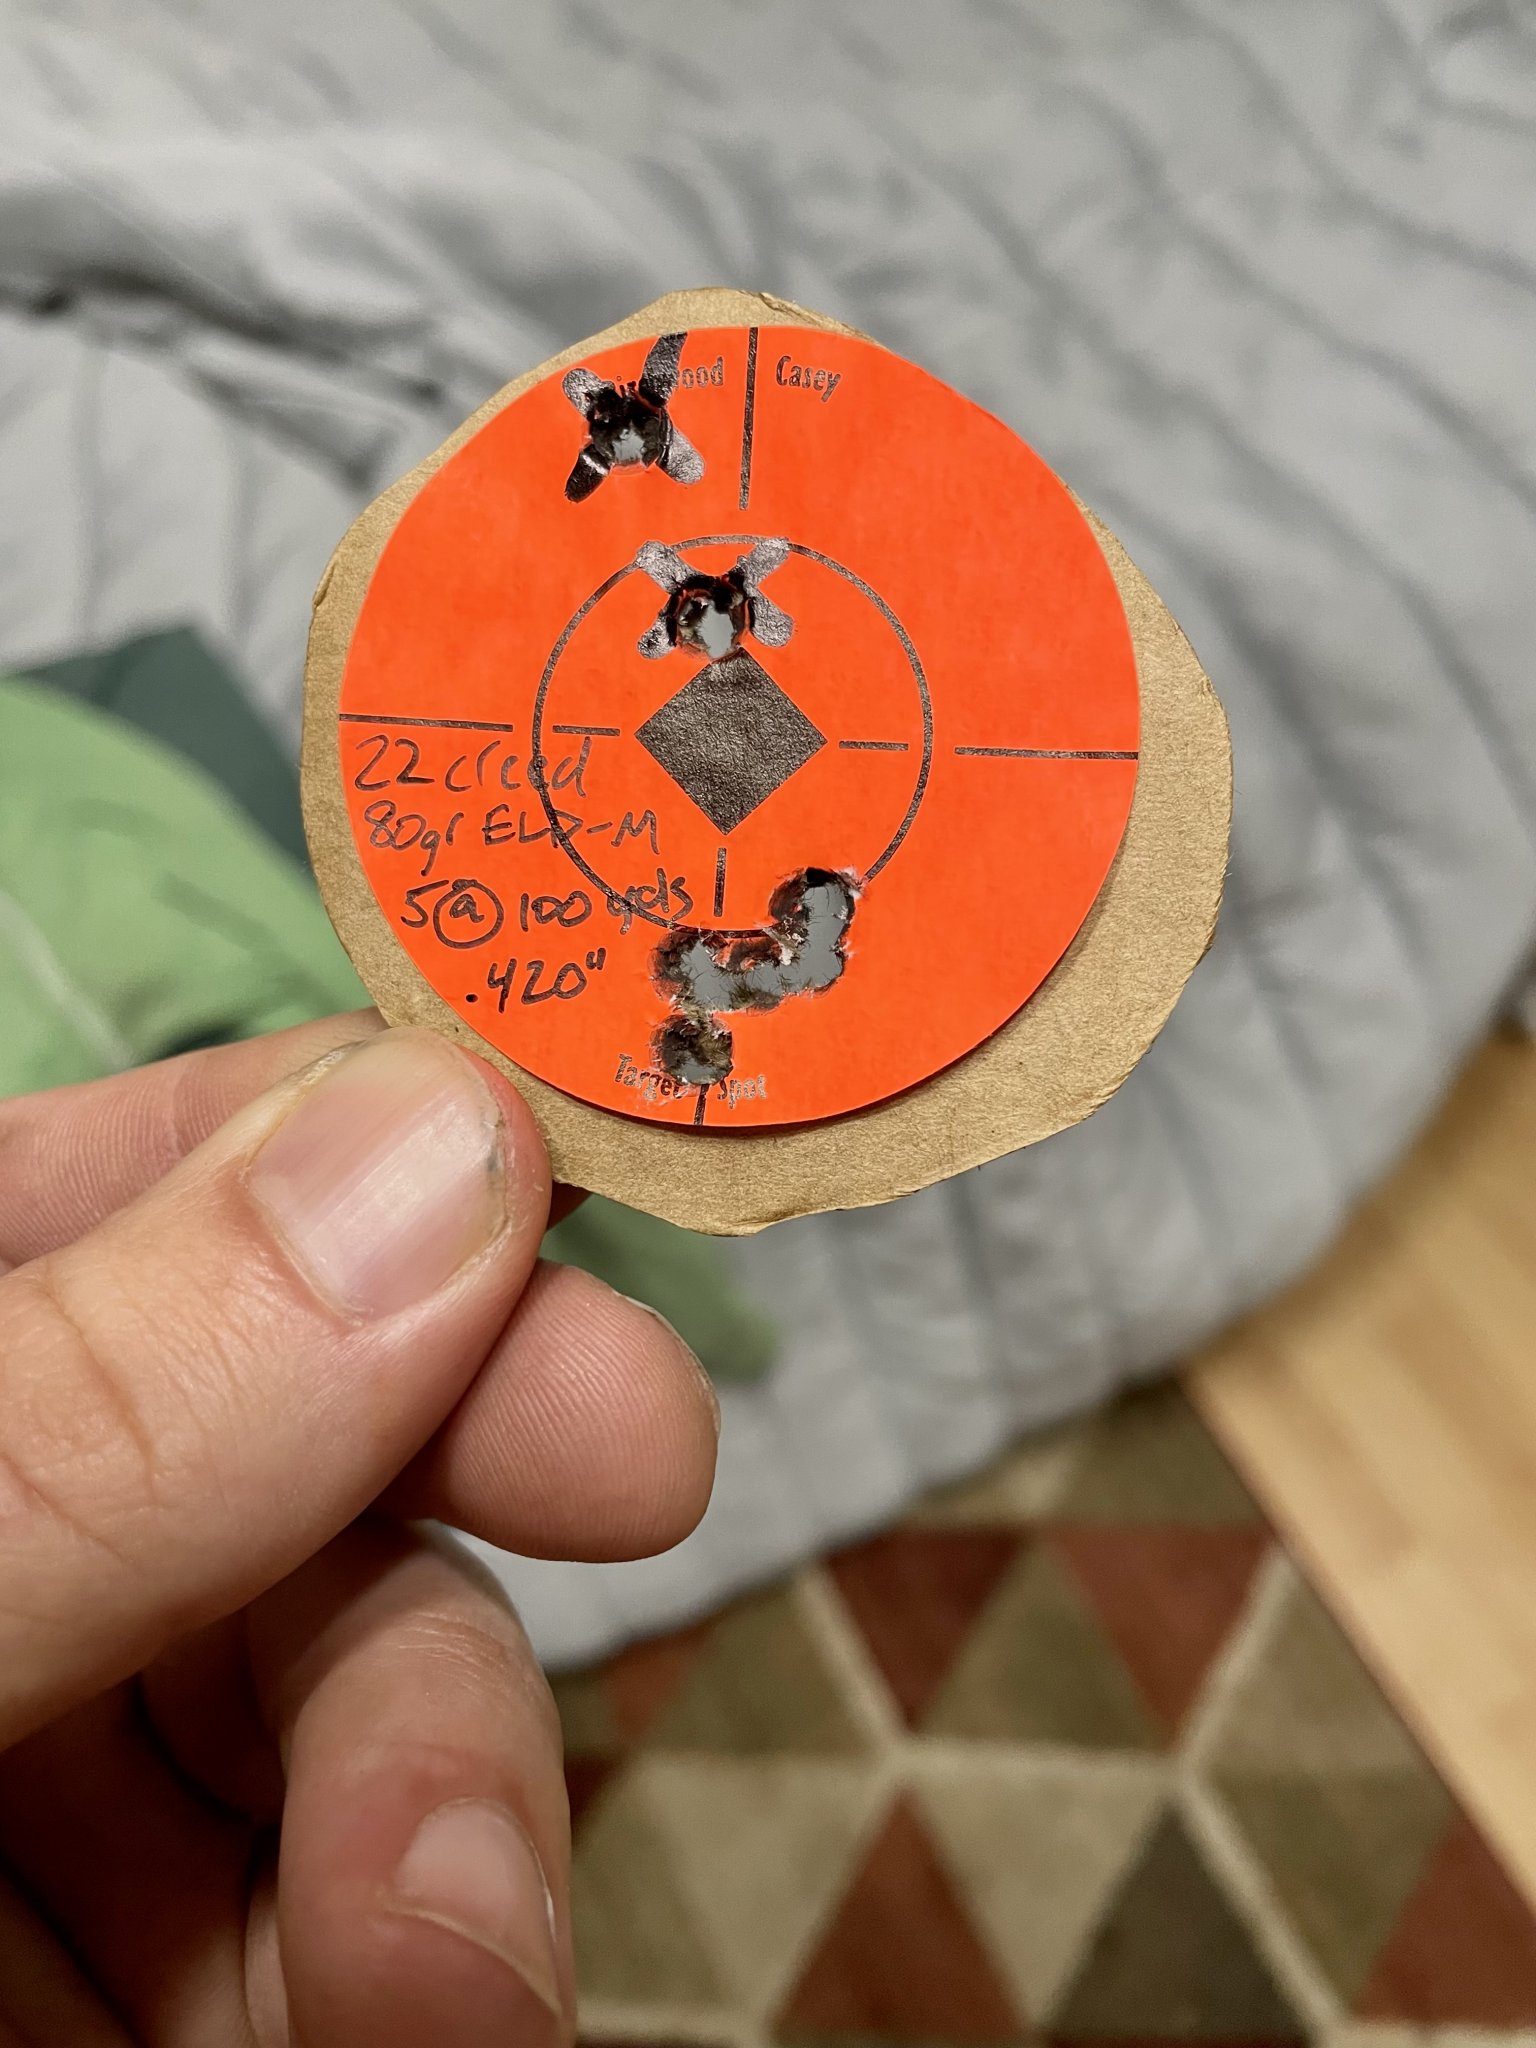 Casey
22 creed
80gr ELD-M
5@100 yds
.420"
Target Spot